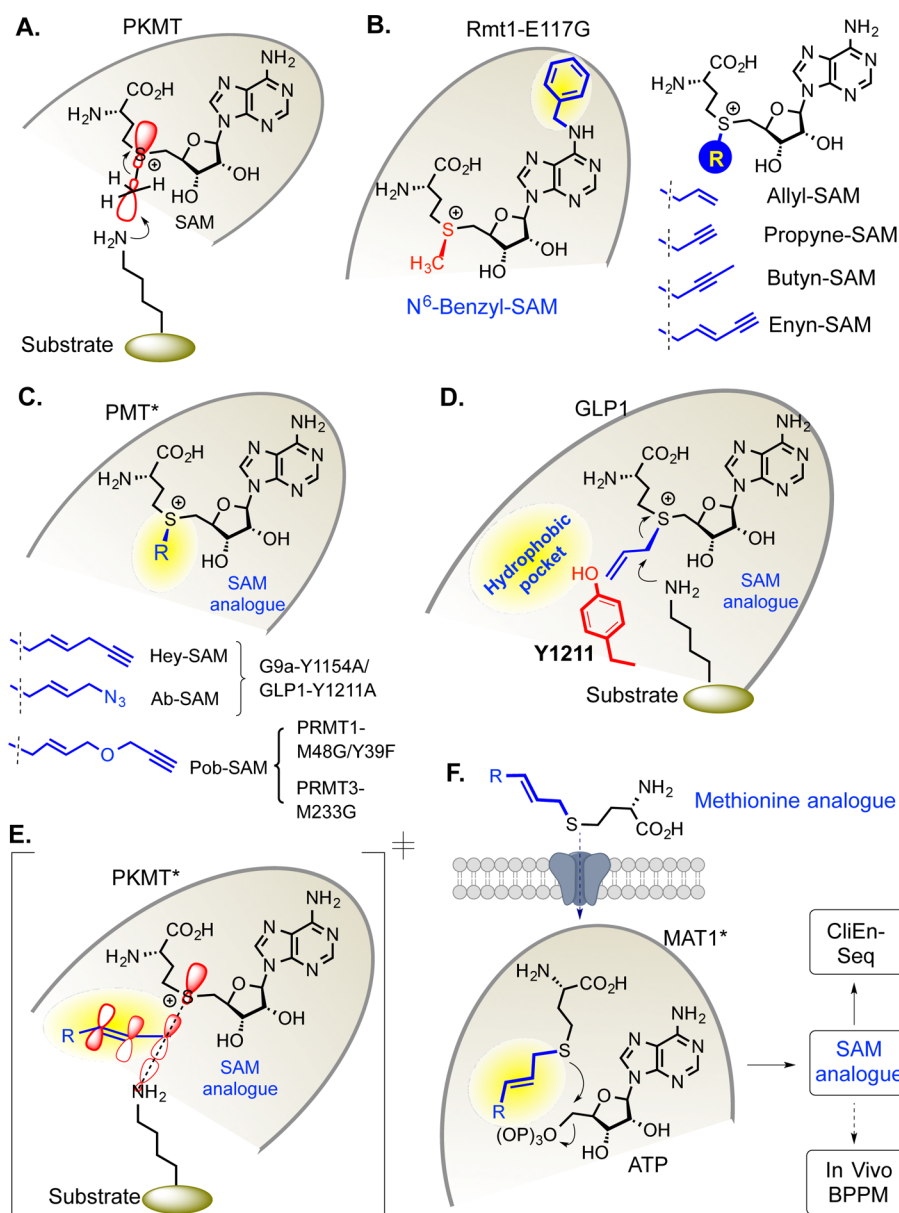 A.
PKMT
NH2
CO2H
H2N
N
N
N
N
S
⊕
O
H
H
H
HO
OH
SAM
H2N
Substrate
B.
Rmt1-E117G
NH
CO2H
H2N
N
N
N
N
⊕
S
O
H3C
HO
OH
N6-Benzyl-SAM
NH2
CO2H
H2N
N
N
N
N
⊕
S
O
R
HO
OH
Allyl-SAM
Propyne-SAM
Butyn-SAM
Enyn-SAM
C.
PMT*
NH2
CO2H
H2N
N
N
N
N
⊕
S
O
R
HO
OH
SAM
analogue
Hey-SAM
Ab-SAM
N3
G9a-Y1154A/
GLP1-Y1211A
O
Pob-SAM
PRMT1-
M48G/Y39F
PRMT3-
M233G
D.
GLP1
NH2
CO2H
H2N
N
N
N
N
⊕
S
O
HO
OH
Hydrophobic
pocket
HO
H2N
SAM
analogue
Y1211
Substrate
E.
PKMT*
NH2
CO2H
H2N
N
N
N
N
⊕
S
O
R
HO
OH
SAM
analogue
NH2
Substrate
F.
R
NH2
S
CO2H
Methionine analogue
MAT1*
CO2H
H2N
NH2
S
N
N
N
N
R
O
(OP)3O
HO
OH
ATP
CliEn-
Seq
SAM
analogue
In Vivo
BPPM